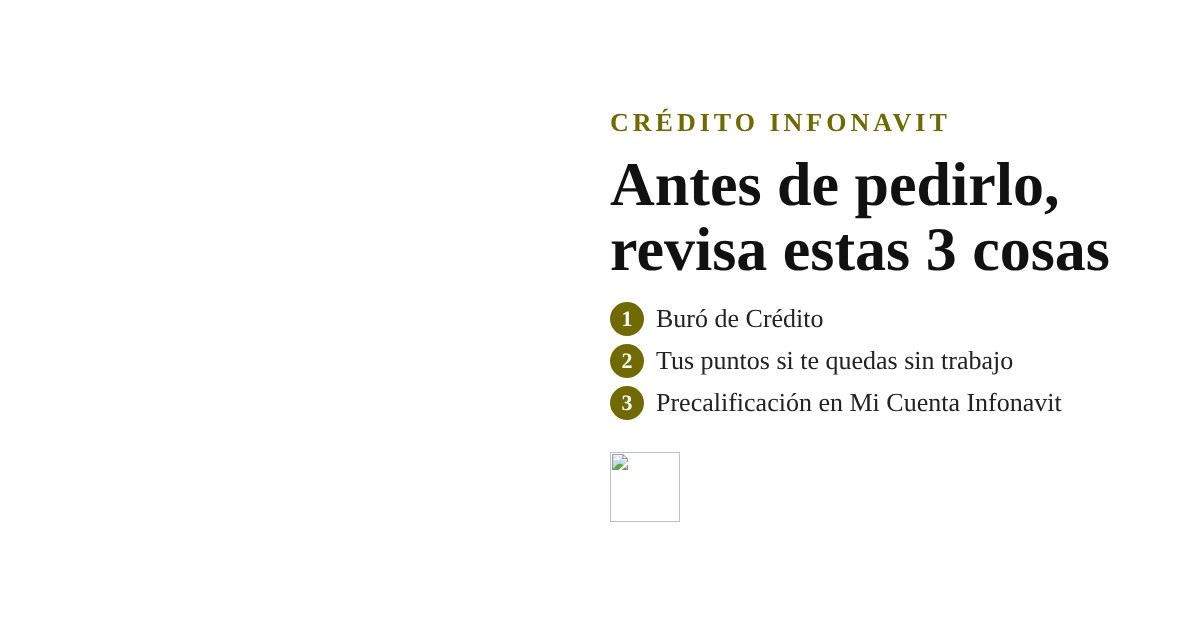 CRÉDITO INFONAVIT
Antes de pedirlo,
revisa estas 3 cosas
1 Buró de Crédito
2 Tus puntos si te quedas sin trabajo
3 Precalificación en Mi Cuenta Infonavit